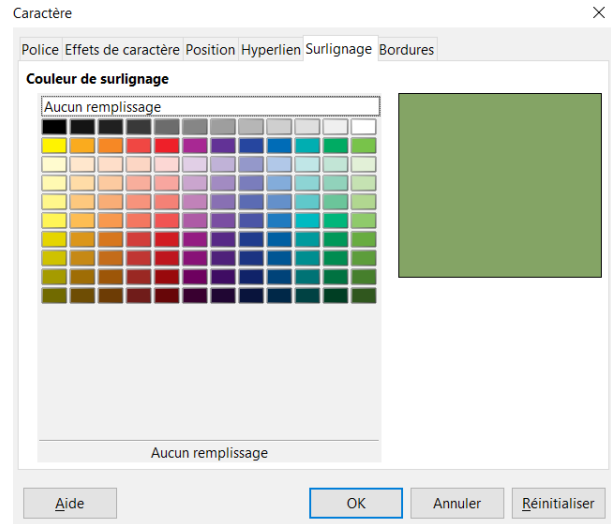 Caractère
Police Effets de caractère Position Hyperlien Surlignage Bordures
Couleur de surlignage
Aucun remplissage
Aucun remplissage
Aide OK Annuler Réinitialiser